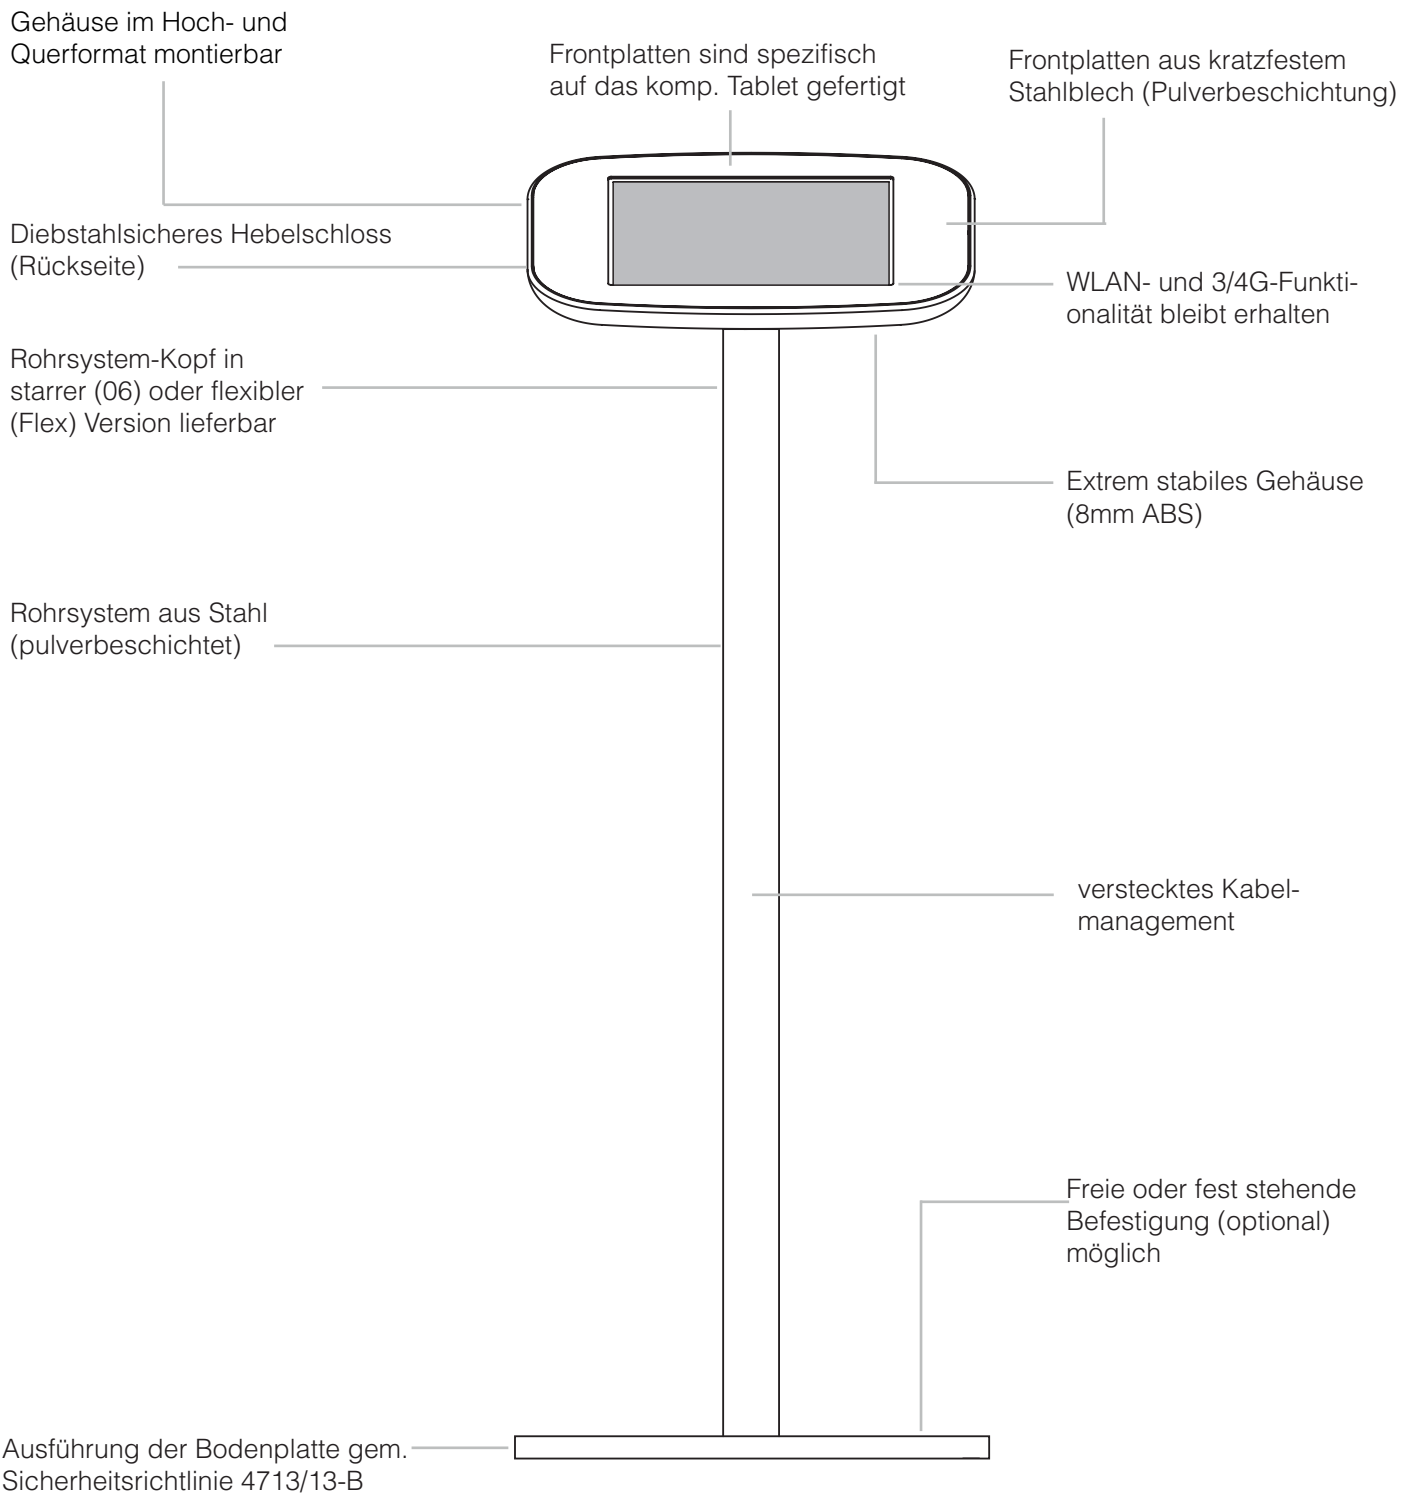 Gehäuse im Hoch- und
Querformat montierbar
Frontplatten sind spezifisch
auf das komp. Tablet gefertigt
Frontplatten aus kratzfestem
Stahlblech (Pulverbeschichtung)
Diebstahlsicheres Hebelschloss
(Rückseite)
WLAN- und 3/4G-Funkti-
onalität bleibt erhalten
Rohrsystem-Kopf in
starrer (06) oder flexibler
(Flex) Version lieferbar
Extrem stabiles Gehäuse
(8mm ABS)
Rohrsystem aus Stahl
(pulverbeschichtet)
verstecktes Kabel-
management
Freie oder fest stehende
Befestigung (optional)
möglich
Ausführung der Bodenplatte gem.
Sicherheitsrichtlinie 4713/13-B